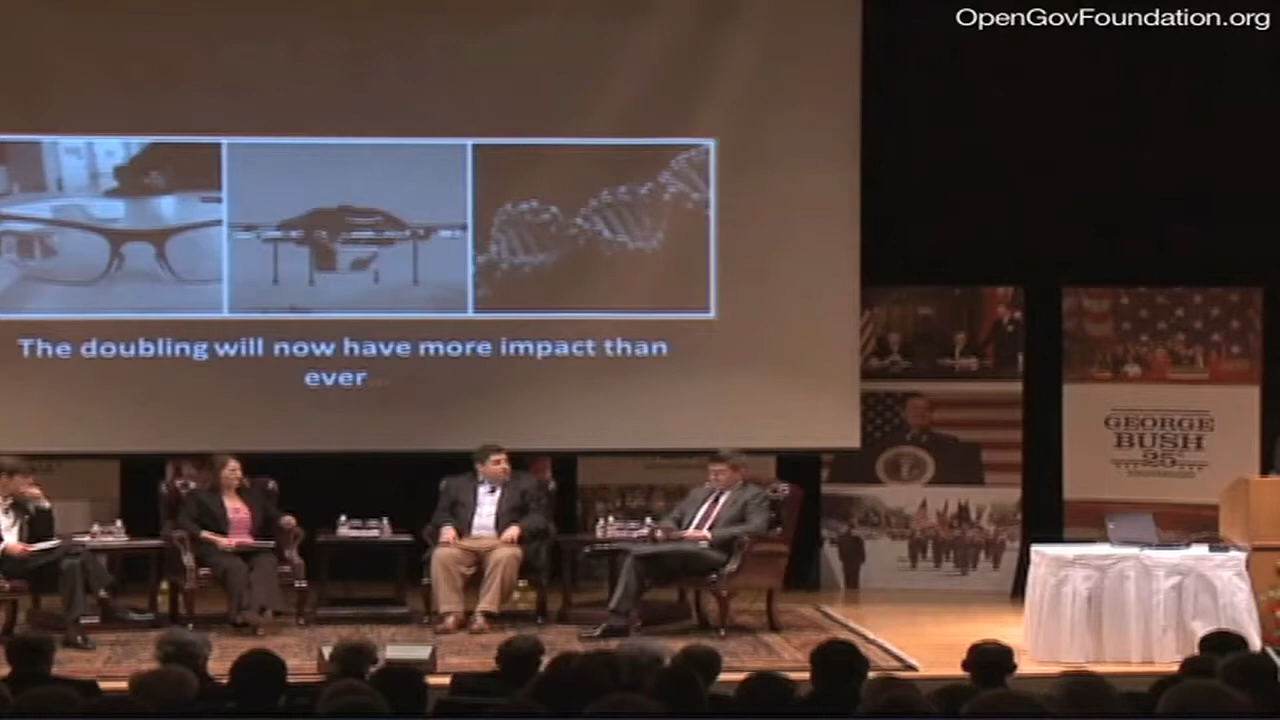 OpenGovFoundation.org
The doubling will now have more impact than
ever...
GEORGE
BUSH
25